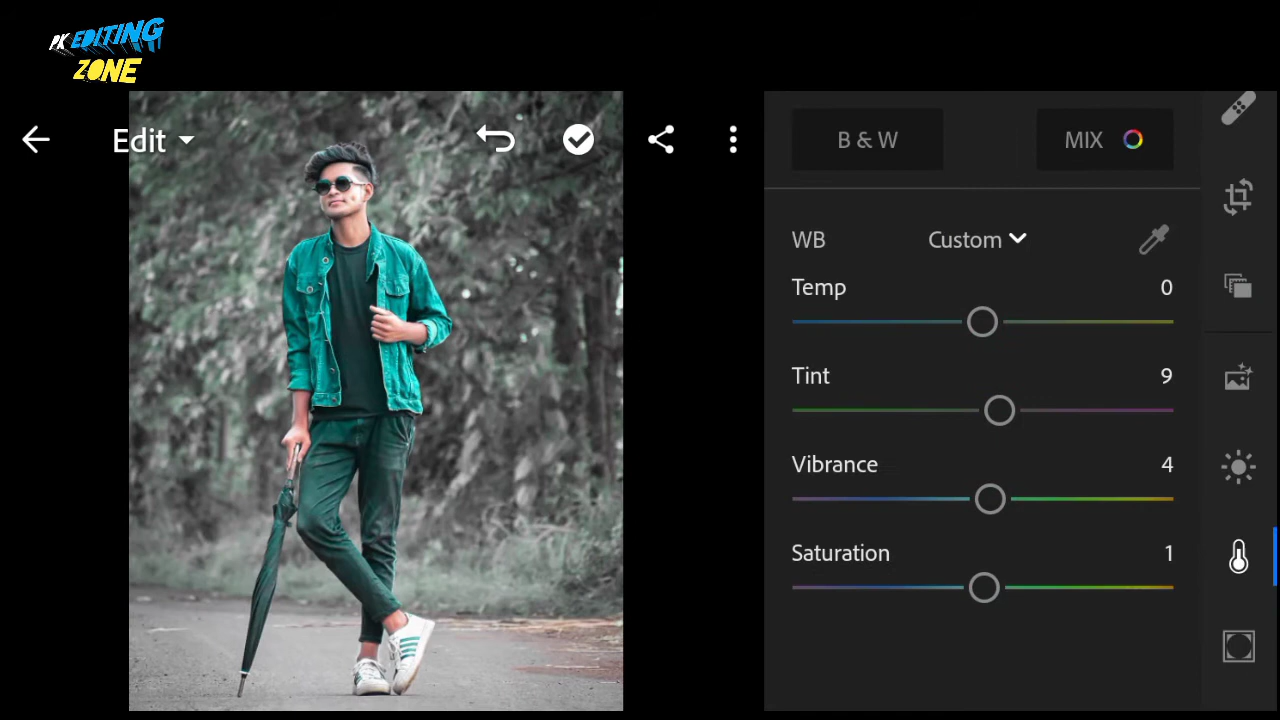 PK EDITING
ZONE
Edit
B & W
MIX
WB
Custom
Temp
0
Tint
9
Vibrance
4
Saturation
1